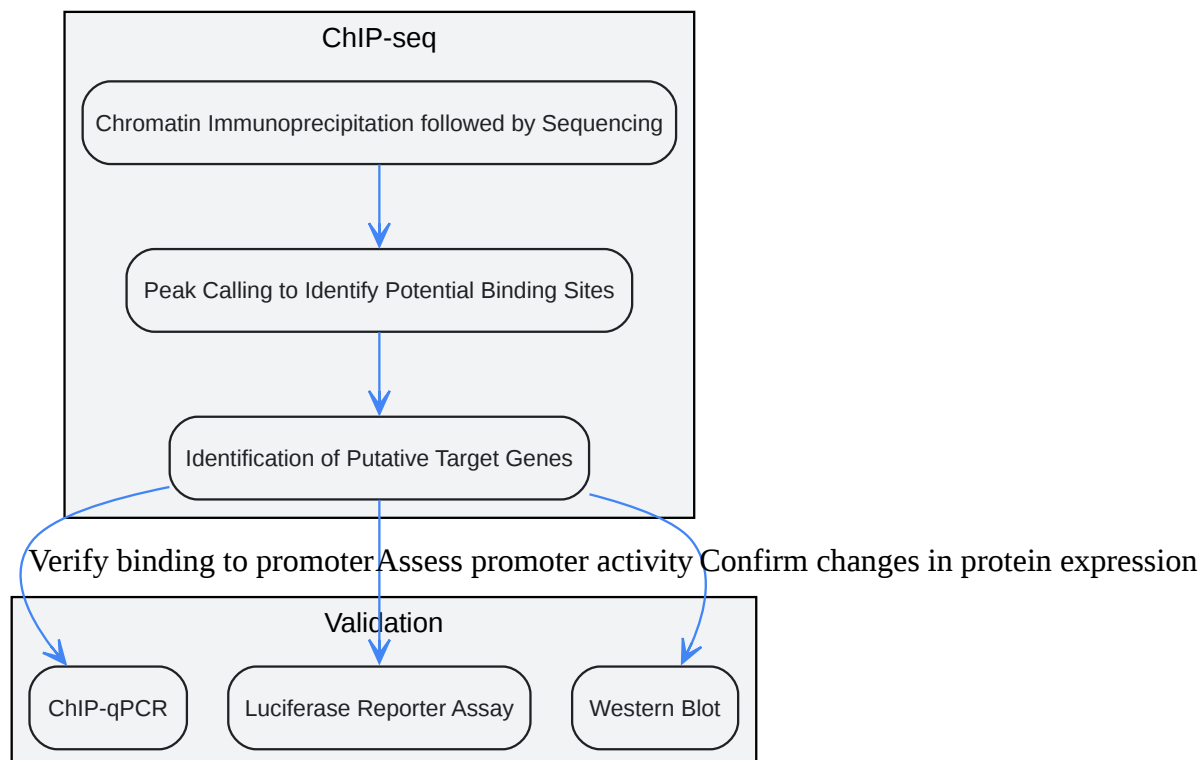 ChIP-seq
Chromatin Immunoprecipitation followed by Sequencing
Peak Calling to Identify Potential Binding Sites
Identification of Putative Target Genes
Verify binding to promoter
Assess promoter activity
Confirm changes in protein expression
Validation
ChIP-qPCR
Luciferase Reporter Assay
Western Blot